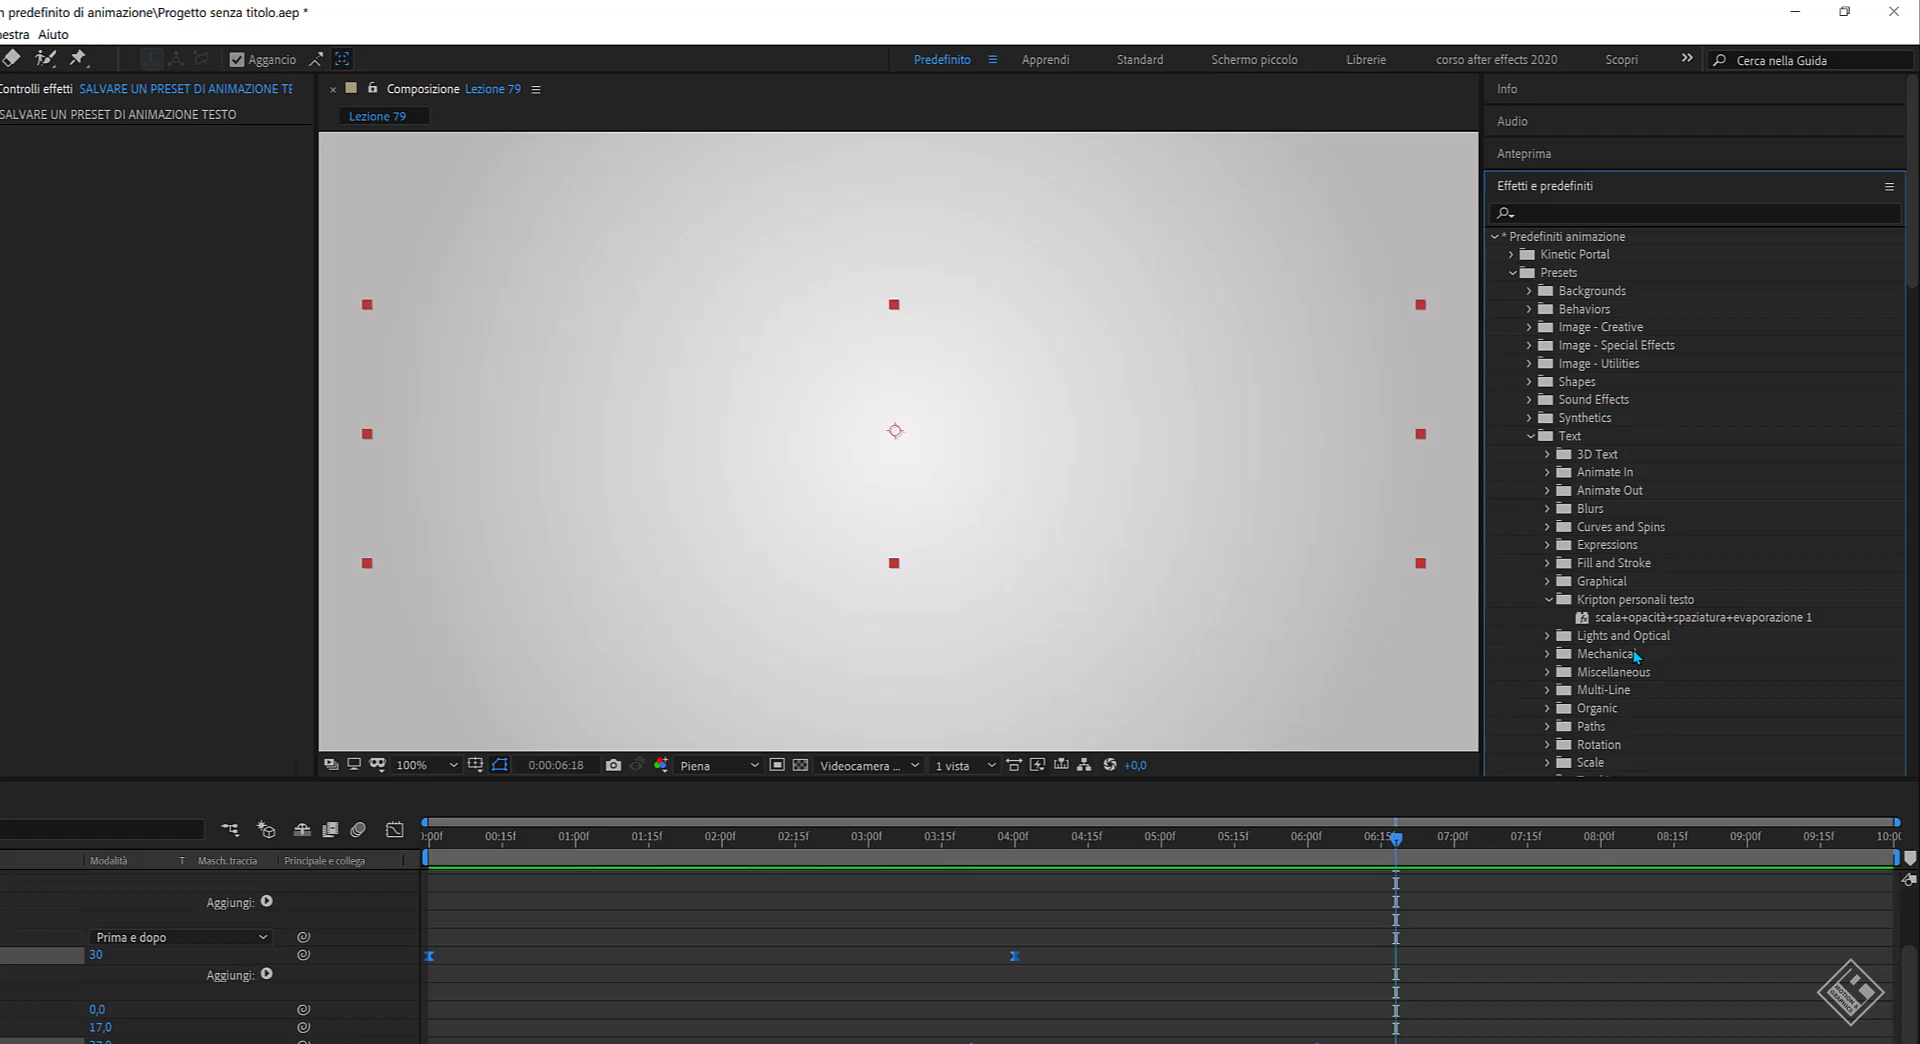 n predefinito di animazione\Progetto senza titolo.aep *
nestra Aiuto
Aggancio
Predefinito
Apprendi
Standard
Schermo piccolo
Librerie
corso after effects 2020
Scopri
Cerca nella Guida
Controlli effetti SALVARE UN PRESET DI ANIMAZIONE TE
SALVARE UN PRESET DI ANIMAZIONE TESTO
Composizione Lezione 79
Lezione 79
Info
Audio
Anteprima
Effetti e predefiniti
* Predefiniti animazione
Kinetic Portal
Presets
Backgrounds
Behaviors
Image - Creative
Image - Special Effects
Image - Utilities
Shapes
Sound Effects
Synthetics
Text
3D Text
Animate In
Animate Out
Blurs
Curves and Spins
Expressions
Fill and Stroke
Graphical
Kripton personali testo
scala+opacità+spaziatura+evaporazione 1
Lights and Optical
Mechanical
Miscellaneous
Multi-Line
Organic
Paths
Rotation
Scale
100% 0:00:06:18 Piena Videocamera ... 1 vista +0,0
):00f 00:15f 01:00f 01:15f 02:00f 02:15f 03:00f 03:15f 04:00f 04:15f 05:00f 05:15f 06:00f 06:15f 07:00f 07:15f 08:00f 08:15f 09:00f 09:15f 10:00
Modalità T Masch. traccia Principale e collega
Aggiungi:
Prima e dopo
30
Aggiungi:
0,0
17,0